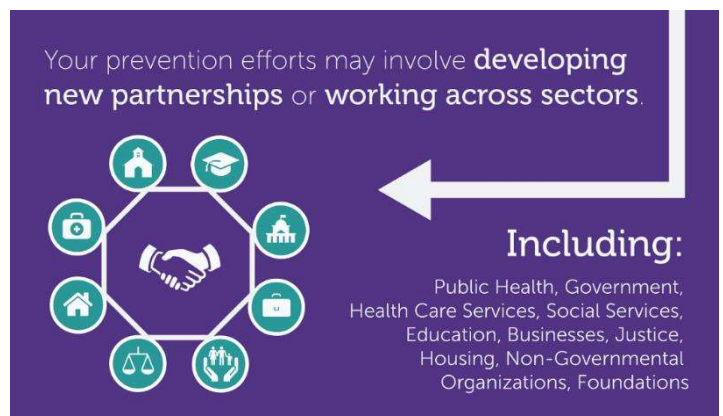 Your prevention efforts may involve developing
new partnerships or working across sectors.
Including:
Public Health, Government,
Health Care Services, Social Services,
Education, Businesses, Justice,
Housing, Non-Governmental
Organizations, Foundations